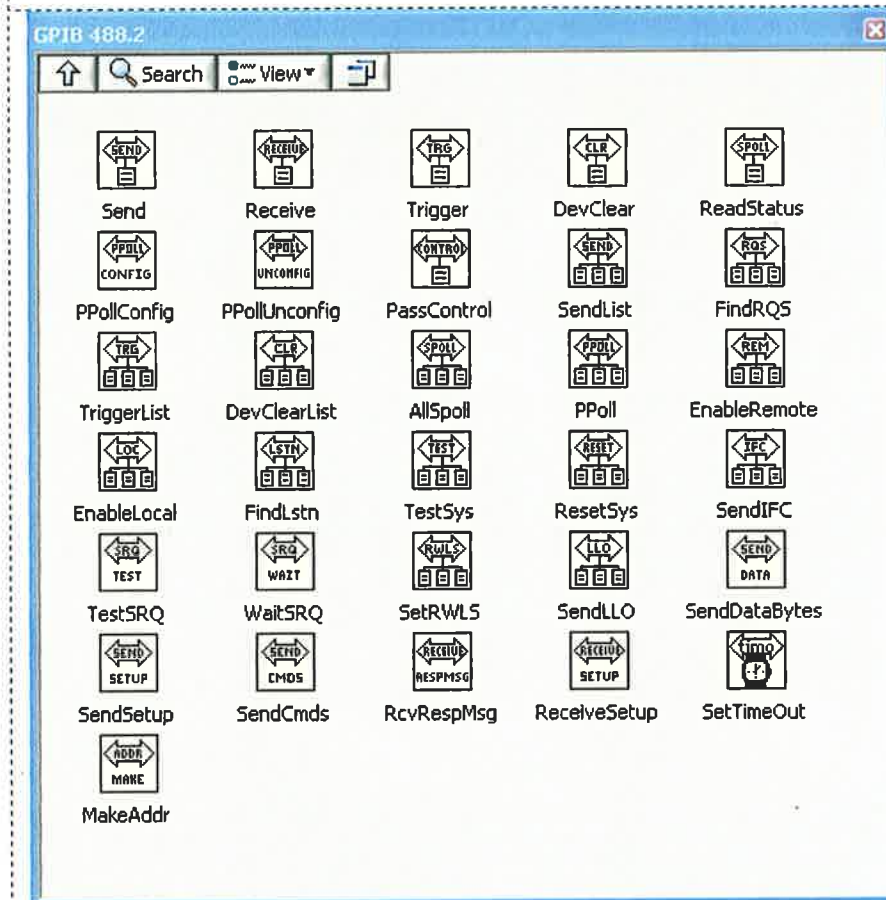 GPIB 488.2
Search View
SEND RECEIVE TRG CLR SPOLL
Send Receive Trigger DevClear ReadStatus
PPOLL PPOLL CONTROL SEND RQS
CONFIG UNCONFIG
PPollConfig PPollUnconfig PassControl SendList FindRQS
TRG CLR SPOLL PPOLL REM
TriggerList DevClearList AllSpoll PPoll EnableRemote
LOC LSTN TEST RESET IFC
EnableLocal FindLstn TestSys ResetSys SendIFC
SRQ SRQ RWLS LLO SEND
TEST WAIT DATA
TestSRQ WaitSRQ SetRWLS SendLLO SendDataBytes
SEND SEND RECEIVE RECEIVE timo
SETUP CMDS RESPMSG SETUP
SendSetup SendCmds RcvRespMsg ReceiveSetup SetTimeOut
ADDR
MAKE
MakeAddr